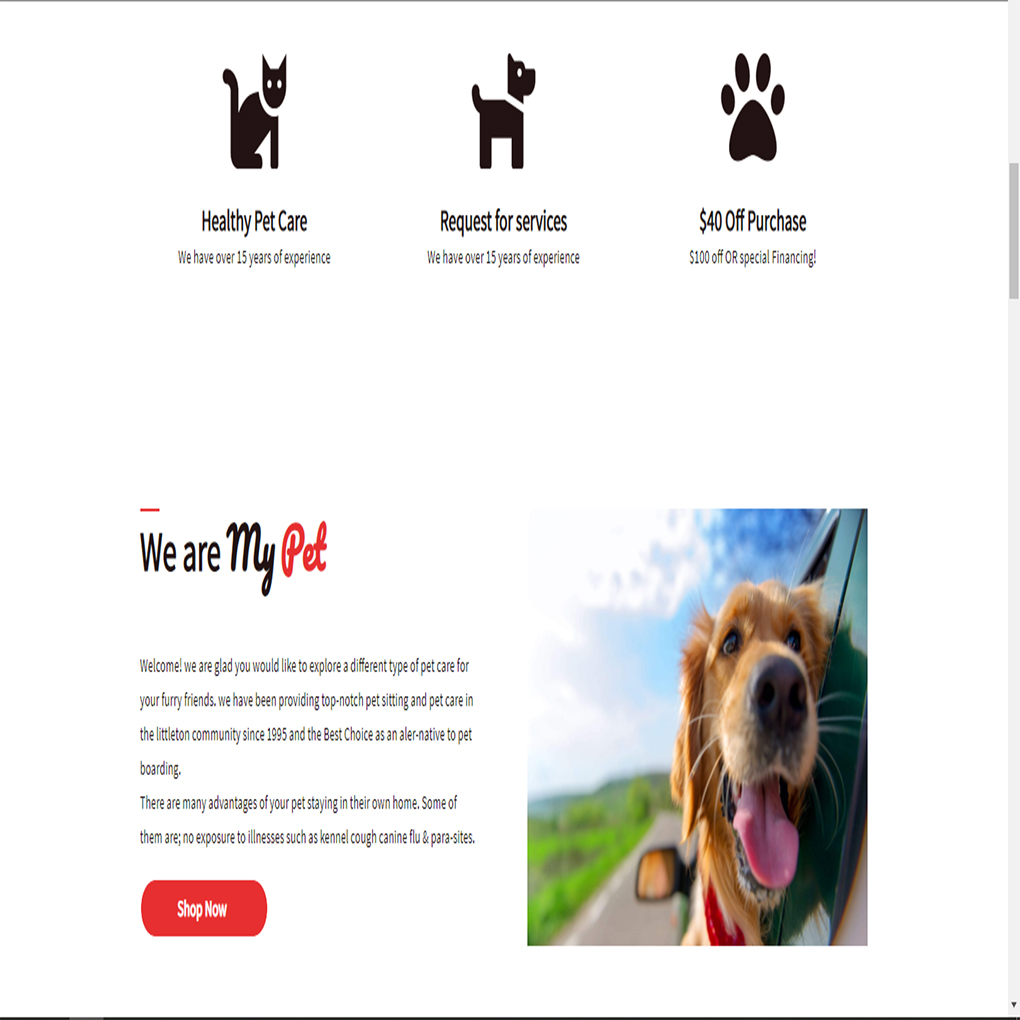 Healthy Pet Care
We have over 15 years of experience
Request for services
We have over 15 years of experience
$40 Off Purchase
$100 off OR special Financing!
We are My Pet
Welcome! we are glad you would like to explore a different type of pet care for
your furry friends. we have been providing top-notch pet sitting and pet care in
the littleton community since 1995 and the Best Choice as an aler-native to pet
boarding.
There are many advantages of your pet staying in their own home. Some of
them are; no exposure to illnesses such as kennel cough canine flu & para-sites.
Shop Now